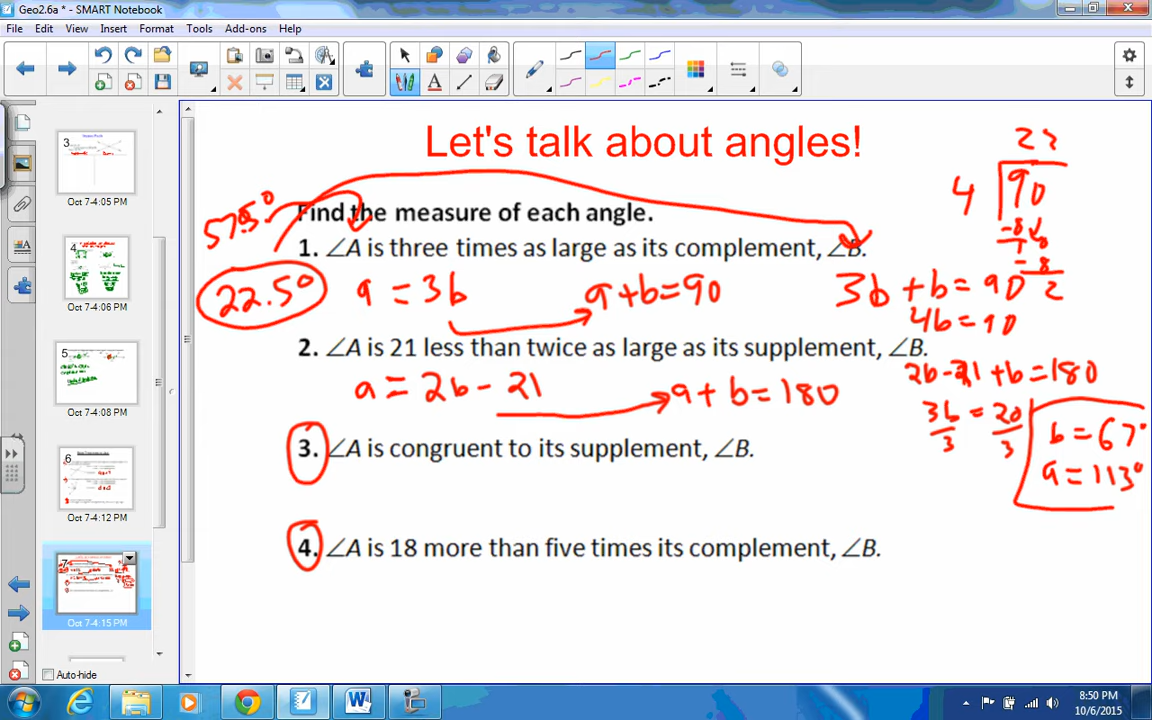 Geo2.6a * - SMART Notebook
File Edit View Insert Format Tools Add-ons Help
3
Oct 7-4:05 PM
4
Oct 7-4:06 PM
5
Oct 7-4:08 PM
6
Oct 7-4:12 PM
7
Oct 7-4:15 PM
Auto-hide
Let's talk about angles!
Find the measure of each angle.
1. ∠A is three times as large as its complement, ∠B.
22.5° a = 3b a + b = 90 3b + b = 90
4b = 90
4 90
-8
-8
2
2. ∠A is 21 less than twice as large as its supplement, ∠B.
a = 2b - 21 a + b = 180
2b - 21 + b = 180
3b = 20
3 3
b = 67°
a = 113°
3. ∠A is congruent to its supplement, ∠B.
4. ∠A is 18 more than five times its complement, ∠B.
8:50 PM
10/6/2015